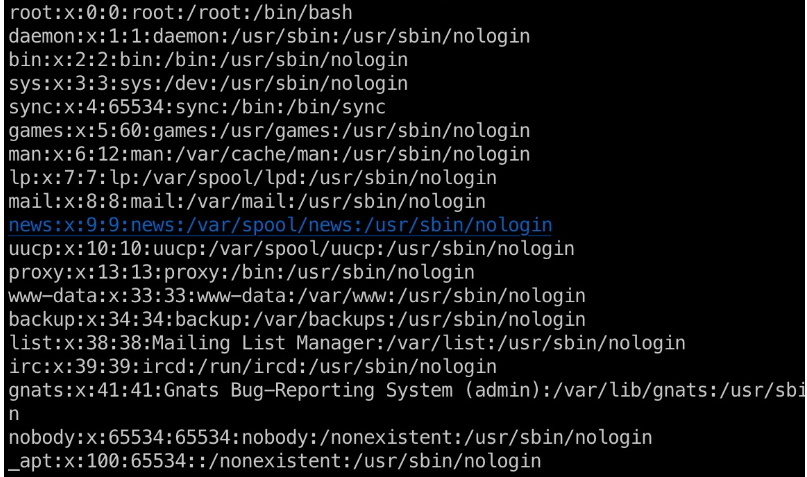 root:x:0:0:root:/root:/bin/bash
daemon:x:1:1:daemon:/usr/sbin:/usr/sbin/nologin
bin:x:2:2:bin:/bin:/usr/sbin/nologin
sys:x:3:3:sys:/dev:/usr/sbin/nologin
sync:x:4:65534:sync:/bin:/bin/sync
games:x:5:60:games:/usr/games:/usr/sbin/nologin
man:x:6:12:man:/var/cache/man:/usr/sbin/nologin
lp:x:7:7:lp:/var/spool/lpd:/usr/sbin/nologin
mail:x:8:8:mail:/var/mail:/usr/sbin/nologin
news:x:9:9:news:/var/spool/news:/usr/sbin/nologin
uucp:x:10:10:uucp:/var/spool/uucp:/usr/sbin/nologin
proxy:x:13:13:proxy:/bin:/usr/sbin/nologin
www-data:x:33:33:www-data:/var/www:/usr/sbin/nologin
backup:x:34:34:backup:/var/backups:/usr/sbin/nologin
list:x:38:38:Mailing List Manager:/var/list:/usr/sbin/nologin
irc:x:39:39:ircd:/run/ircd:/usr/sbin/nologin
gnats:x:41:41:Gnats Bug-Reporting System (admin):/var/lib/gnats:/usr/sbi
n
nobody:x:65534:65534:nobody:/nonexistent:/usr/sbin/nologin
_apt:x:100:65534::/nonexistent:/usr/sbin/nologin